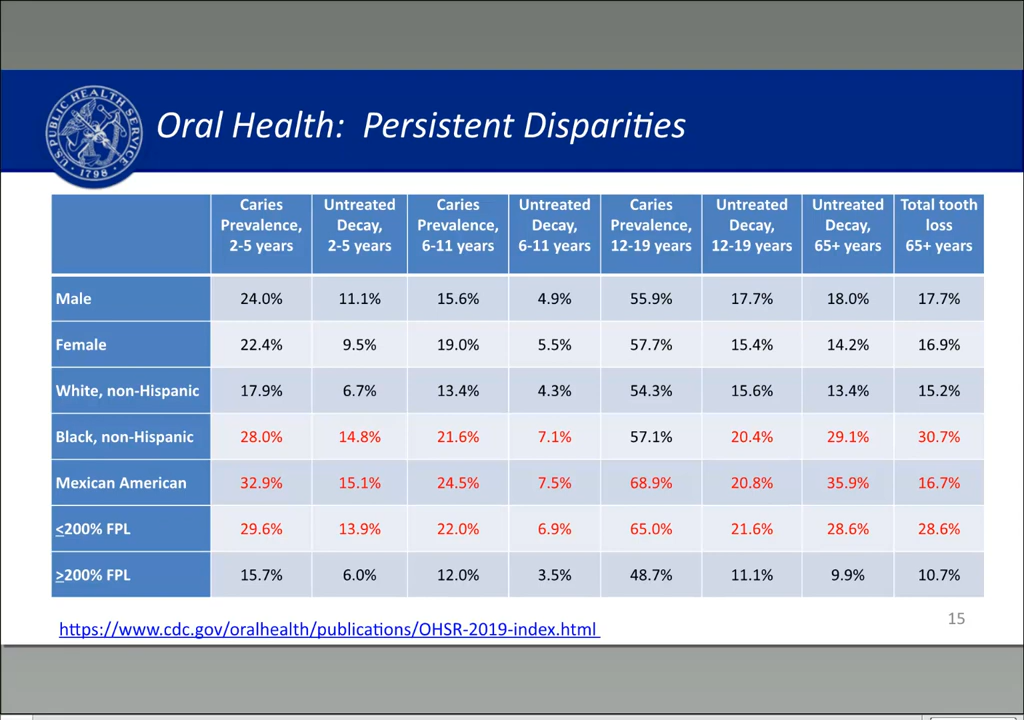 U.S. PUBLIC HEALTH SERVICE
1798
Oral Health: Persistent Disparities
Caries Prevalence, 2-5 years Untreated Decay, 2-5 years Caries Prevalence, 6-11 years Untreated Decay, 6-11 years Caries Prevalence, 12-19 years Untreated Decay, 12-19 years Untreated Decay, 65+ years Total tooth loss 65+ years
Male 24.0% 11.1% 15.6% 4.9% 55.9% 17.7% 18.0% 17.7%
Female 22.4% 9.5% 19.0% 5.5% 57.7% 15.4% 14.2% 16.9%
White, non-Hispanic 17.9% 6.7% 13.4% 4.3% 54.3% 15.6% 13.4% 15.2%
Black, non-Hispanic 28.0% 14.8% 21.6% 7.1% 57.1% 20.4% 29.1% 30.7%
Mexican American 32.9% 15.1% 24.5% 7.5% 68.9% 20.8% 35.9% 16.7%
<200% FPL 29.6% 13.9% 22.0% 6.9% 65.0% 21.6% 28.6% 28.6%
>200% FPL 15.7% 6.0% 12.0% 3.5% 48.7% 11.1% 9.9% 10.7%
https://www.cdc.gov/oralhealth/publications/OHSR-2019-index.html
15